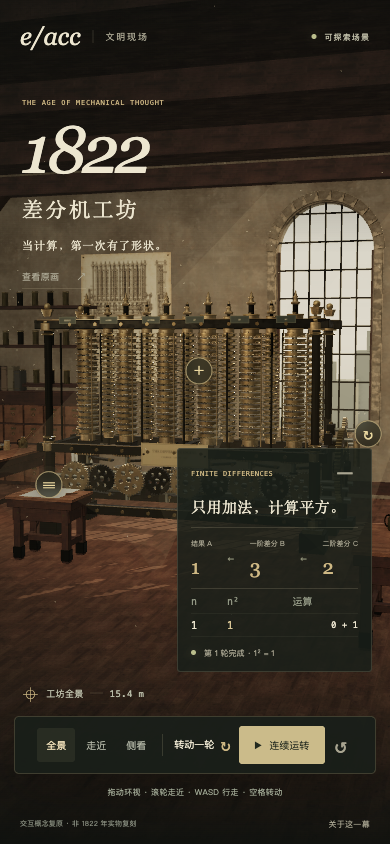 e/acc
文明现场
可探索场景
THE AGE OF MECHANICAL THOUGHT
1822
差分机工坊
当计算，第一次有了形状。
查看原画 ↗
+
↻
FINITE DIFFERENCES
只用加法，计算平方。
结果 A 一阶差分 B 二阶差分 C
1 ← 3 ← 2
n n² 运算
1 1 0 + 1
第 1 轮完成 · 1² = 1
工坊全景 — 15.4 m
全景 走近 侧看 转动一轮 ↻ ▶ 连续运转 ↺
拖动环视 · 滚轮走近 · WASD 行走 · 空格转动
交互概念复原 · 非 1822 年实物复刻
关于这一幕